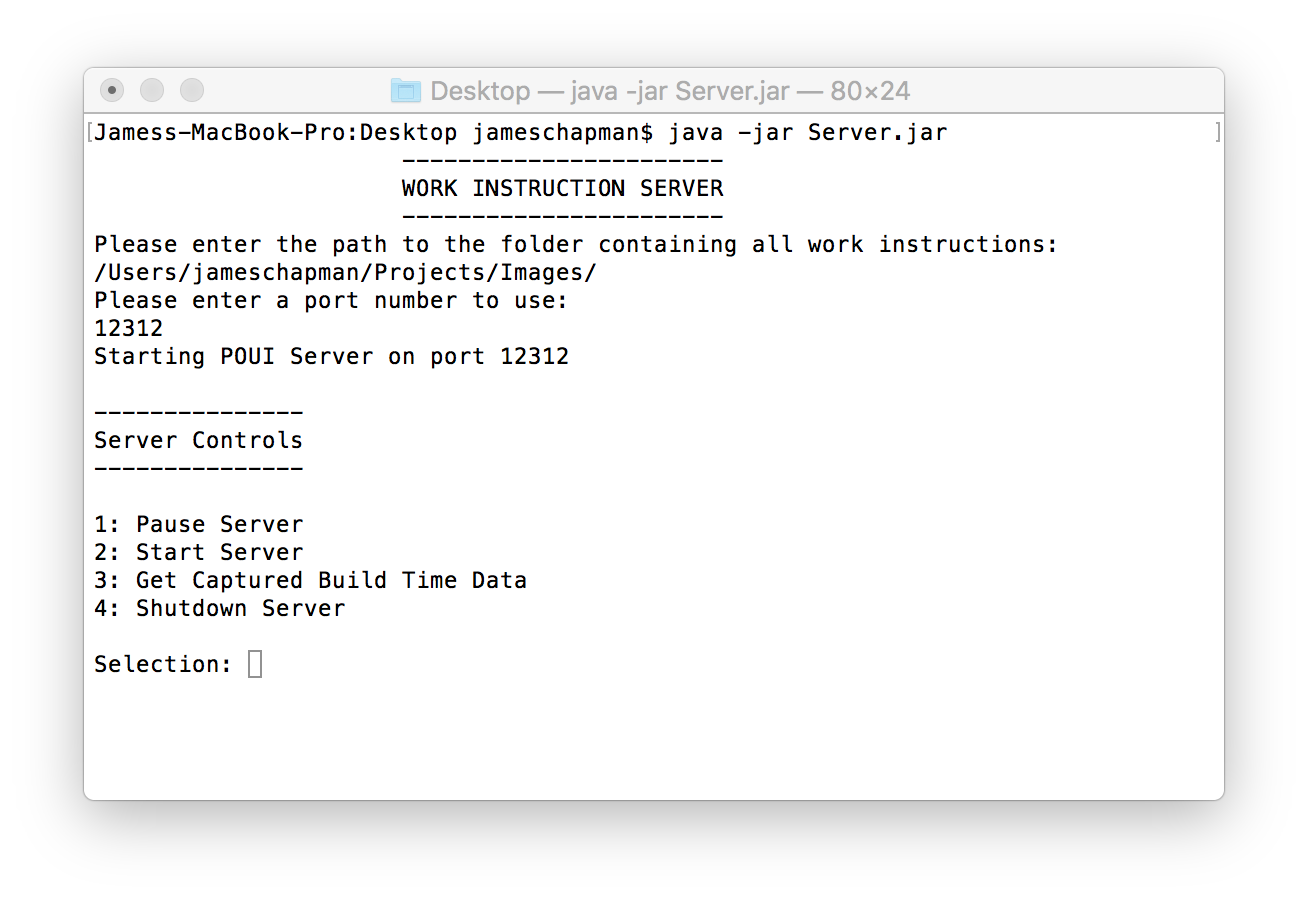 Desktop — java -jar Server.jar — 80×24
[Jamess-MacBook-Pro:Desktop jameschapman$ java -jar Server.jar ]
-----------------------
WORK INSTRUCTION SERVER
-----------------------
Please enter the path to the folder containing all work instructions:
/Users/jameschapman/Projects/Images/
Please enter a port number to use:
12312
Starting POUI Server on port 12312
---------------
Server Controls
---------------
1: Pause Server
2: Start Server
3: Get Captured Build Time Data
4: Shutdown Server
Selection: